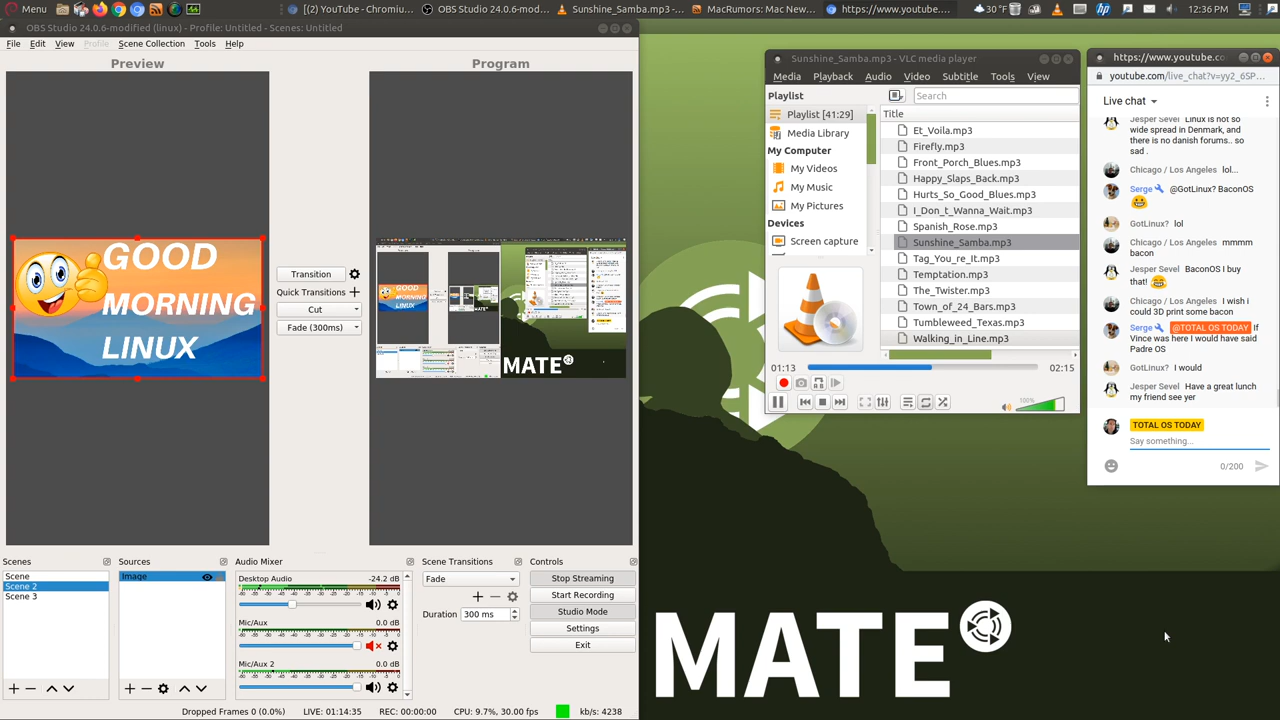 Menu
[(2) YouTube - Chromiu...
OBS Studio 24.0.6-mod...
Sunshine_Samba.mp3 -...
MacRumors: Mac New...
https://www.youtube....
30 °F
12:36 PM
OBS Studio 24.0.6-modified (linux) - Profile: Untitled - Scenes: Untitled
File Edit View Profile Scene Collection Tools Help
Preview
Program
GOOD
MORNING
LINUX
Transition
Quick Transitions
Cut
Fade (300ms)
MATE
Scenes
Scene
Scene 2
Scene 3
Sources
Image
Audio Mixer
Desktop Audio -24.2 dB
Mic/Aux 0.0 dB
Mic/Aux 2 0.0 dB
Scene Transitions
Fade
Duration 300 ms
Controls
Stop Streaming
Start Recording
Studio Mode
Settings
Exit
Dropped Frames 0 (0.0%) LIVE: 01:14:35 REC: 00:00:00 CPU: 9.7%, 30.00 fps kb/s: 4238
Sunshine_Samba.mp3 - VLC media player
Media Playback Audio Video Subtitle Tools View
Playlist
Search
Playlist [41:29]
Media Library
My Computer
My Videos
My Music
My Pictures
Devices
Screen capture
Title
Et_Voila.mp3
Firefly.mp3
Front_Porch_Blues.mp3
Happy_Slaps_Back.mp3
Hurts_So_Good_Blues.mp3
I_Don_t_Wanna_Wait.mp3
Spanish_Rose.mp3
Sunshine_Samba.mp3
Tag_You_re_It.mp3
Temptation.mp3
The_Twister.mp3
Town_of_24_Bars.mp3
Tumbleweed_Texas.mp3
Walking_in_Line.mp3
01:13
02:15
100%
https://www.youtube.c...
youtube.com/live_chat?v=yy2_6SP...
Live chat
Jesper Sevel Linux is not so
wide spread in Denmark, and
there is no danish forums.. so
sad .
Chicago / Los Angeles lol...
Serge @GotLinux? BaconOS
GotLinux? lol
Chicago / Los Angeles mmmm
bacon
Jesper Sevel BaconOS I buy
that!
Chicago / Los Angeles I wish i
could 3D print some bacon
Serge @TOTAL OS TODAY If
Vince was here I would have said
Padre OS
GotLinux? I would
Jesper Sevel Have a great lunch
my friend see yer
TOTAL OS TODAY
Say something...
0/200
MATE